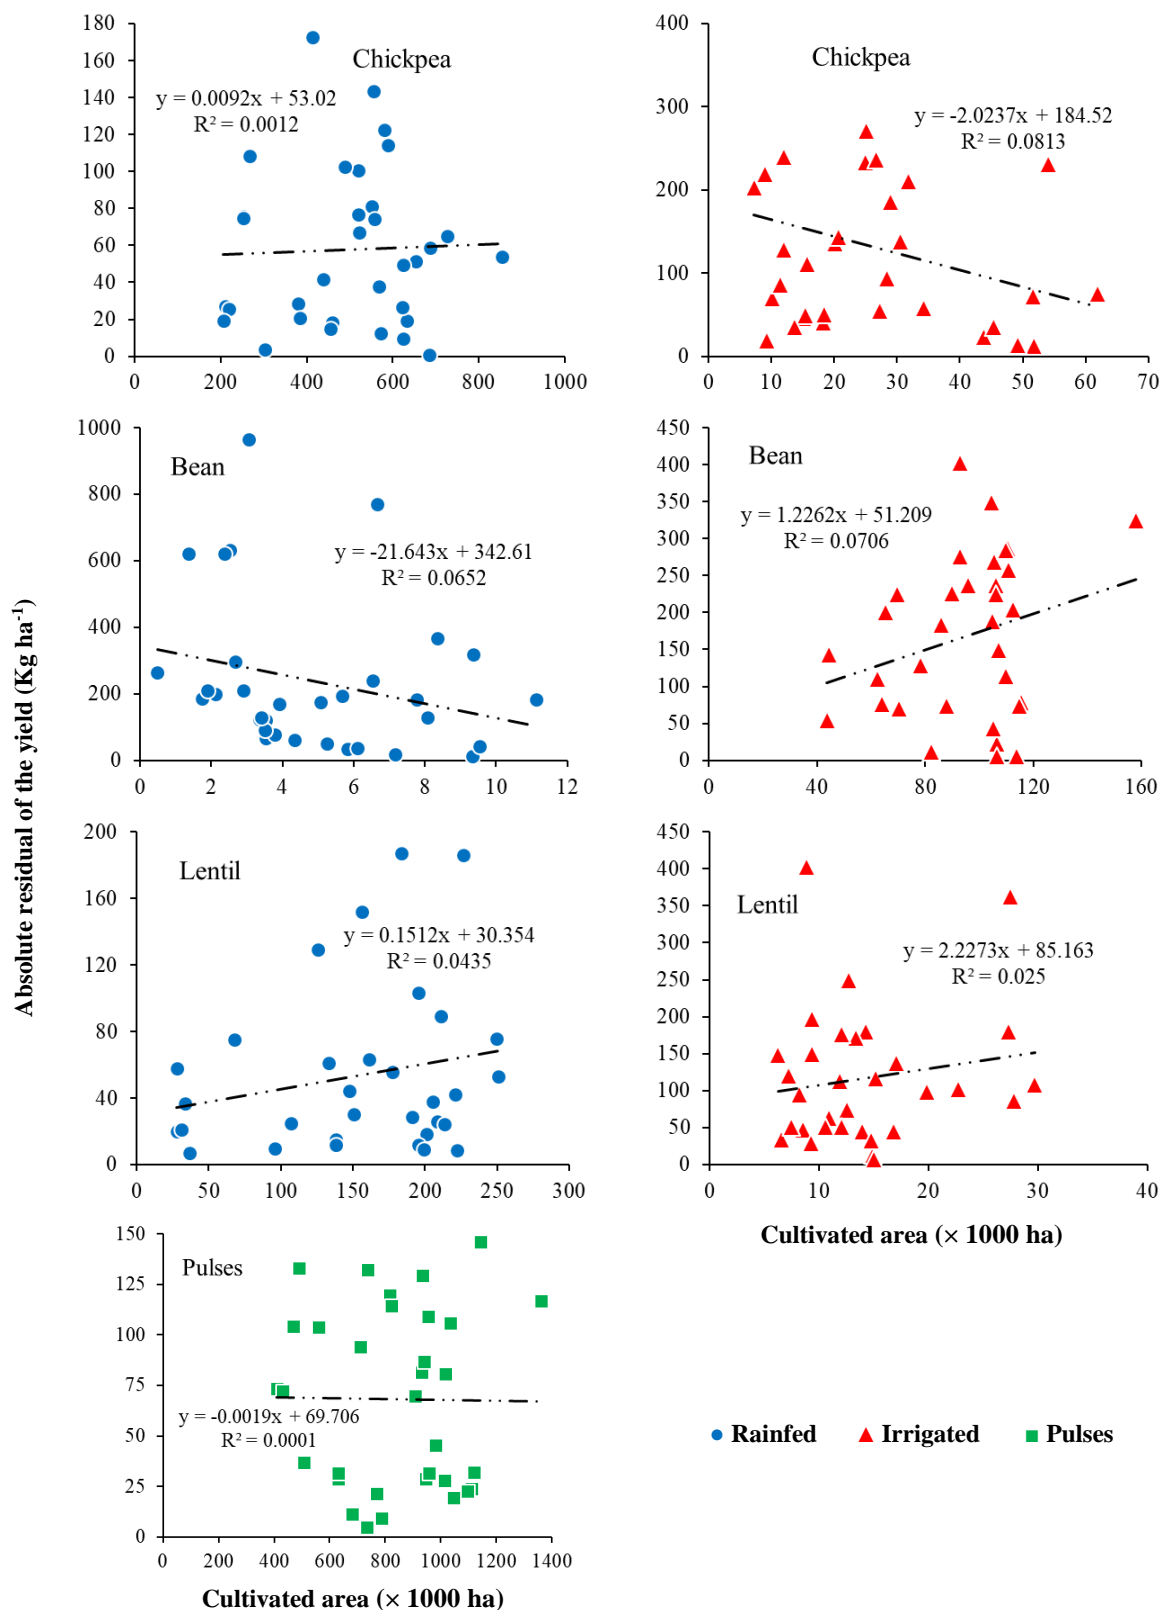 Absolute residual of the yield (Kg ha⁻¹)
180
160
140
120
100
80
60
40
20
0
0 200 400 600 800 1000
Chickpea
y = 0.0092x + 53.02
R² = 0.0012
400
300
200
100
0
0 10 20 30 40 50 60 70
Chickpea
y = -2.0237x + 184.52
R² = 0.0813
1000
800
600
400
200
0
0 2 4 6 8 10 12
Bean
y = -21.643x + 342.61
R² = 0.0652
450
400
350
300
250
200
150
100
50
0
0 40 80 120 160
Bean
y = 1.2262x + 51.209
R² = 0.0706
200
160
120
80
40
0
0 50 100 150 200 250 300
Lentil
y = 0.1512x + 30.354
R² = 0.0435
450
400
350
300
250
200
150
100
50
0
0 10 20 30 40
Lentil
y = 2.2273x + 85.163
R² = 0.025
Cultivated area (× 1000 ha)
150
125
100
75
50
25
0
0 200 400 600 800 1000 1200 1400
Pulses
y = -0.0019x + 69.706
R² = 0.0001
Cultivated area (× 1000 ha)
Rainfed Irrigated Pulses